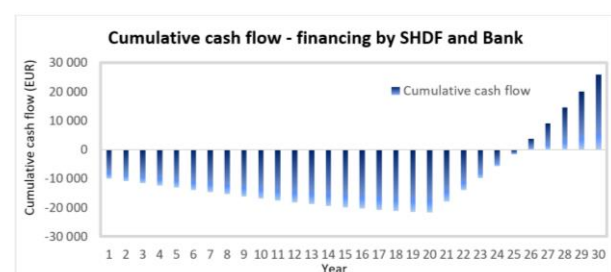 Cumulative cash flow - financing by SHDF and Bank
Cumulative cash flow (EUR)
30 000
20 000
10 000
0
-10 000
-20 000
-30 000
Cumulative cash flow
1 2 3 4 5 6 7 8 9 10 11 12 13 14 15 16 17 18 19 20 21 22 23 24 25 26 27 28 29 30
Year